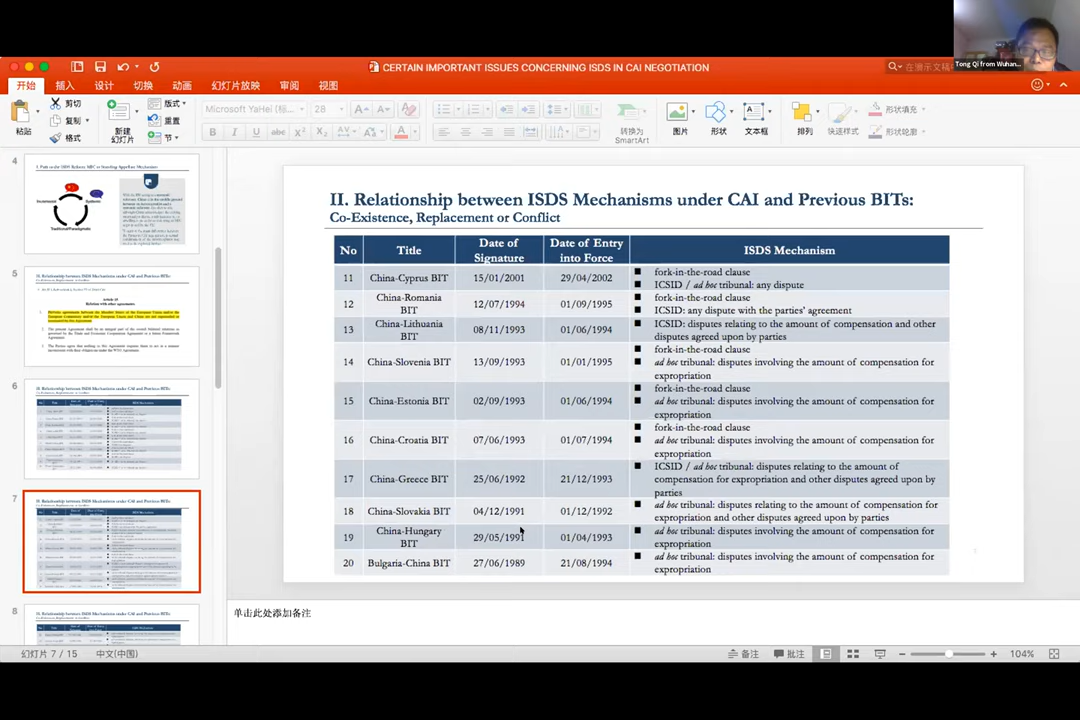 CERTAIN IMPORTANT ISSUES CONCERNING ISDS IN CAI NEGOTIATION
Tong Qi from Wuhan...
开始 插入 设计 切换 动画 幻灯片放映 审阅 视图
粘贴
剪切
复制
格式
新建
幻灯片
版式
重置
节
Microsoft YaHei
28
转换为
SmartArt
图片
形状
文本框
排列
快速样式
形状填充
形状轮廓
4
5
6
7
8
II. Relationship between ISDS Mechanisms under CAI and Previous BITs:
Co-Existence, Replacement or Conflict
No Title Date of Signature Date of Entry into Force ISDS Mechanism
11 China-Cyprus BIT 15/01/2001 29/04/2002
fork-in-the-road clause
ICSID / ad hoc tribunal: any dispute
12 China-Romania BIT 12/07/1994 01/09/1995
fork-in-the-road clause
ICSID: any dispute with the parties' agreement
13 China-Lithuania BIT 08/11/1993 01/06/1994
ICSID: disputes relating to the amount of compensation and other
disputes agreed upon by parties
14 China-Slovenia BIT 13/09/1993 01/01/1995
fork-in-the-road clause
ad hoc tribunal: disputes involving the amount of compensation for
expropriation
15 China-Estonia BIT 02/09/1993 01/06/1994
fork-in-the-road clause
ad hoc tribunal: disputes involving the amount of compensation for
expropriation
16 China-Croatia BIT 07/06/1993 01/07/1994
fork-in-the-road clause
ad hoc tribunal: disputes involving the amount of compensation for
expropriation
17 China-Greece BIT 25/06/1992 21/12/1993
ICSID / ad hoc tribunal: disputes relating to the amount of
compensation for expropriation and other disputes agreed upon by
parties
18 China-Slovakia BIT 04/12/1991 01/12/1992
ad hoc tribunal: disputes relating to the amount of compensation for
expropriation and other disputes agreed upon by parties
19 China-Hungary BIT 29/05/1991 01/04/1993
ad hoc tribunal: disputes involving the amount of compensation for
expropriation
20 Bulgaria-China BIT 27/06/1989 21/08/1994
ad hoc tribunal: disputes involving the amount of compensation for
expropriation
单击此处添加备注
幻灯片 7 / 15 中文(中国)
备注 批注 104%